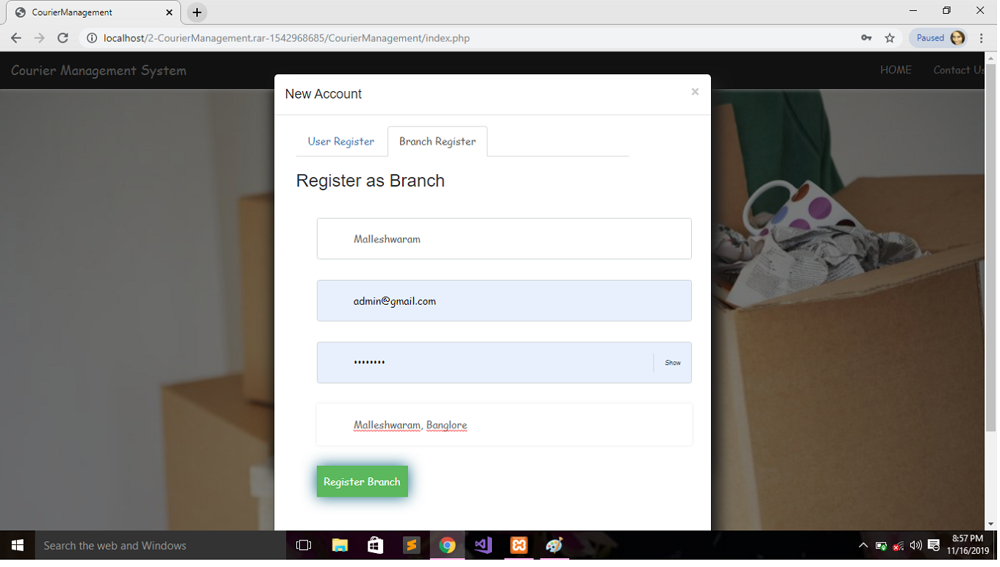 CourierManagement
localhost/2-CourierManagement.rar-1542968685/CourierManagement/index.php
Paused
Courier Management System
HOME
Contact Us
New Account
×
User Register
Branch Register
Register as Branch
Malleshwaram
admin@gmail.com
••••••••
Show
Malleshwaram, Banglore
Register Branch
Search the web and Windows
8:57 PM
11/16/2019